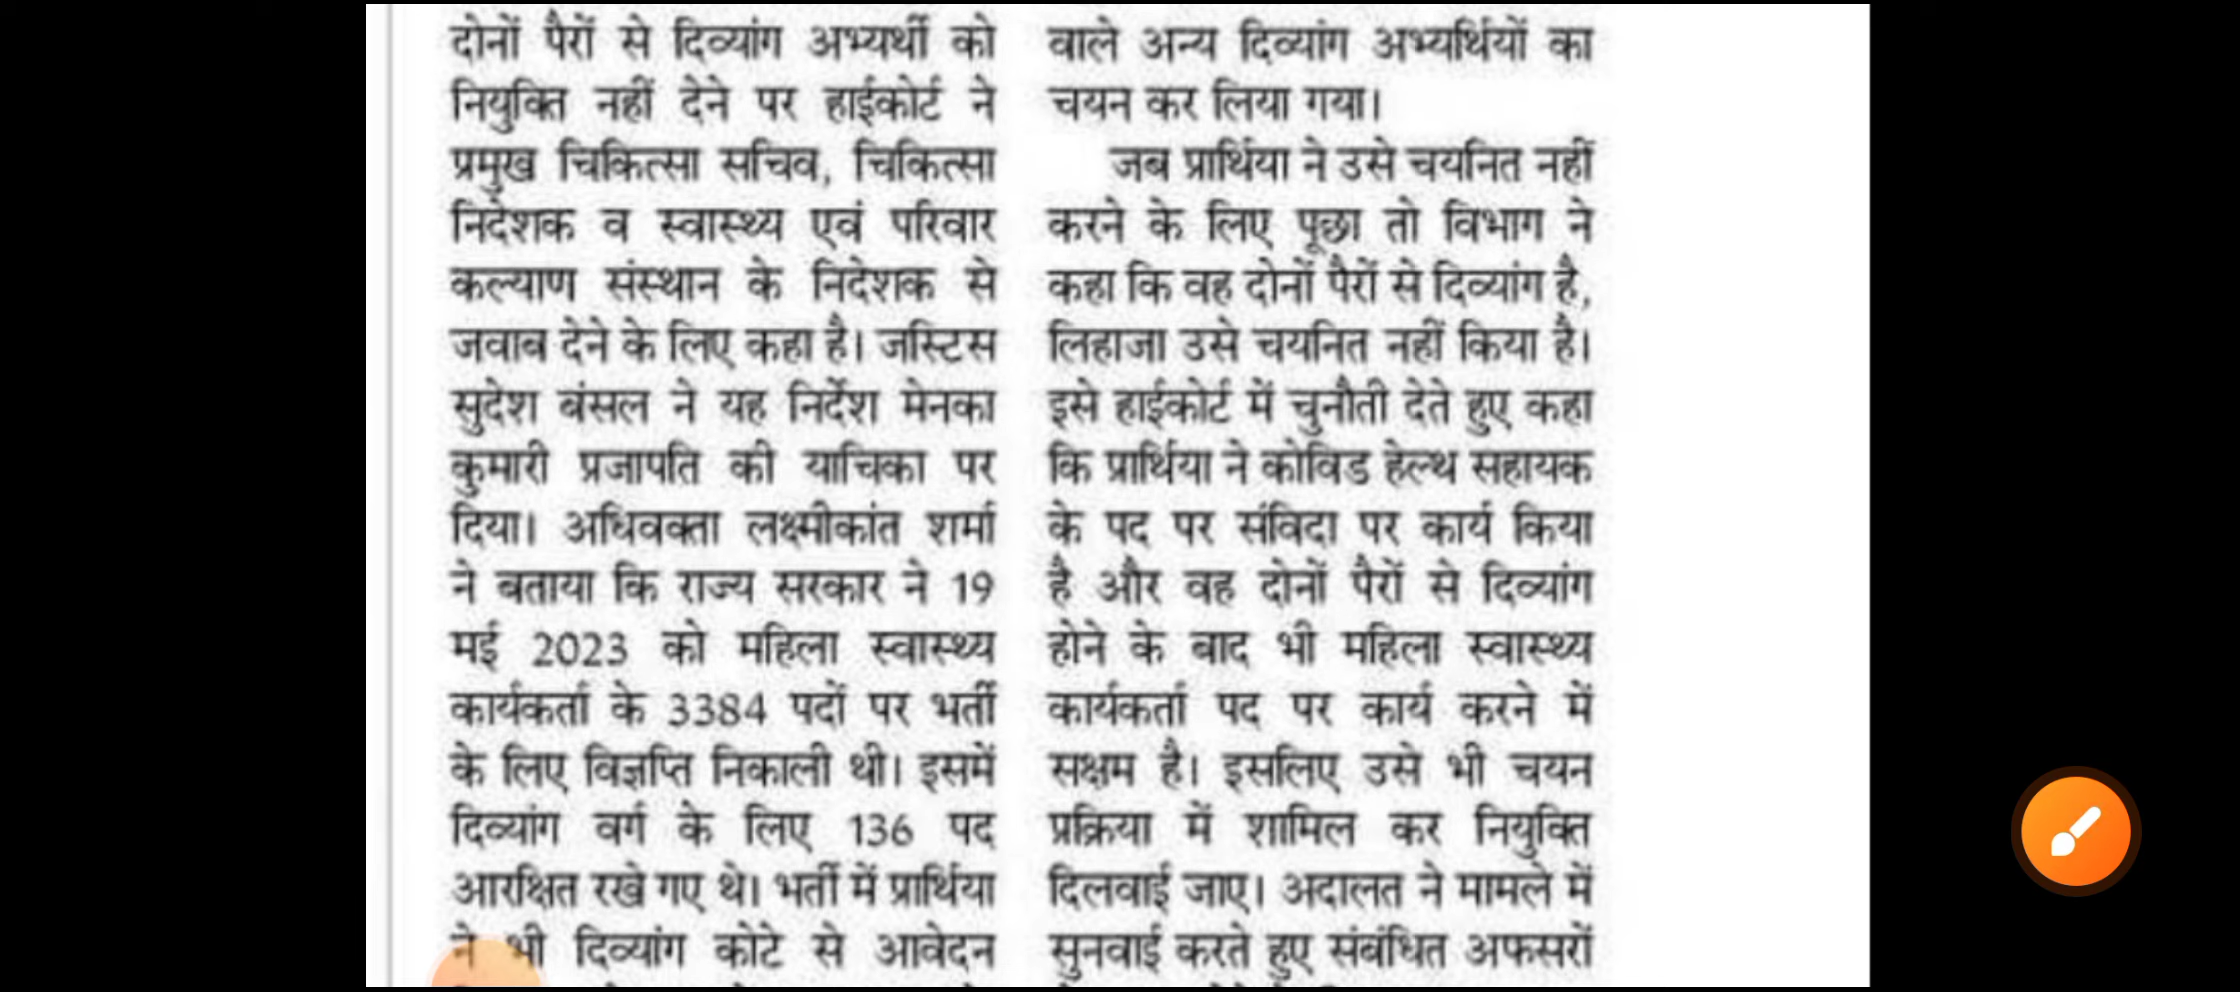 दोनों पैरों से दिव्यांग अभ्यर्थी को
नियुक्ति नहीं देने पर हाईकोर्ट ने
प्रमुख चिकित्सा सचिव, चिकित्सा
निदेशक व स्वास्थ्य एवं परिवार
कल्याण संस्थान के निदेशक से
जवाब देने के लिए कहा है। जस्टिस
सुदेश बंसल ने यह निर्देश मेनका
कुमारी प्रजापति की याचिका पर
दिया। अधिवक्ता लक्ष्मीकांत शर्मा
ने बताया कि राज्य सरकार ने 19
मई 2023 को महिला स्वास्थ्य
कार्यकर्ता के 3384 पदों पर भर्ती
के लिए विज्ञप्ति निकाली थी। इसमें
दिव्यांग वर्ग के लिए 136 पद
आरक्षित रखे गए थे। भर्ती में प्रार्थिया
ने भी दिव्यांग कोटे से आवेदन
वाले अन्य दिव्यांग अभ्यर्थियों का
चयन कर लिया गया।
जब प्रार्थिया ने उसे चयनित नहीं
करने के लिए पूछा तो विभाग ने
कहा कि वह दोनों पैरों से दिव्यांग है,
लिहाजा उसे चयनित नहीं किया है।
इसे हाईकोर्ट में चुनौती देते हुए कहा
कि प्रार्थिया ने कोविड हेल्थ सहायक
के पद पर संविदा पर कार्य किया
है और वह दोनों पैरों से दिव्यांग
होने के बाद भी महिला स्वास्थ्य
कार्यकर्ता पद पर कार्य करने में
सक्षम है। इसलिए उसे भी चयन
प्रक्रिया में शामिल कर नियुक्ति
दिलवाई जाए। अदालत ने मामले में
सुनवाई करते हुए संबंधित अफसरों